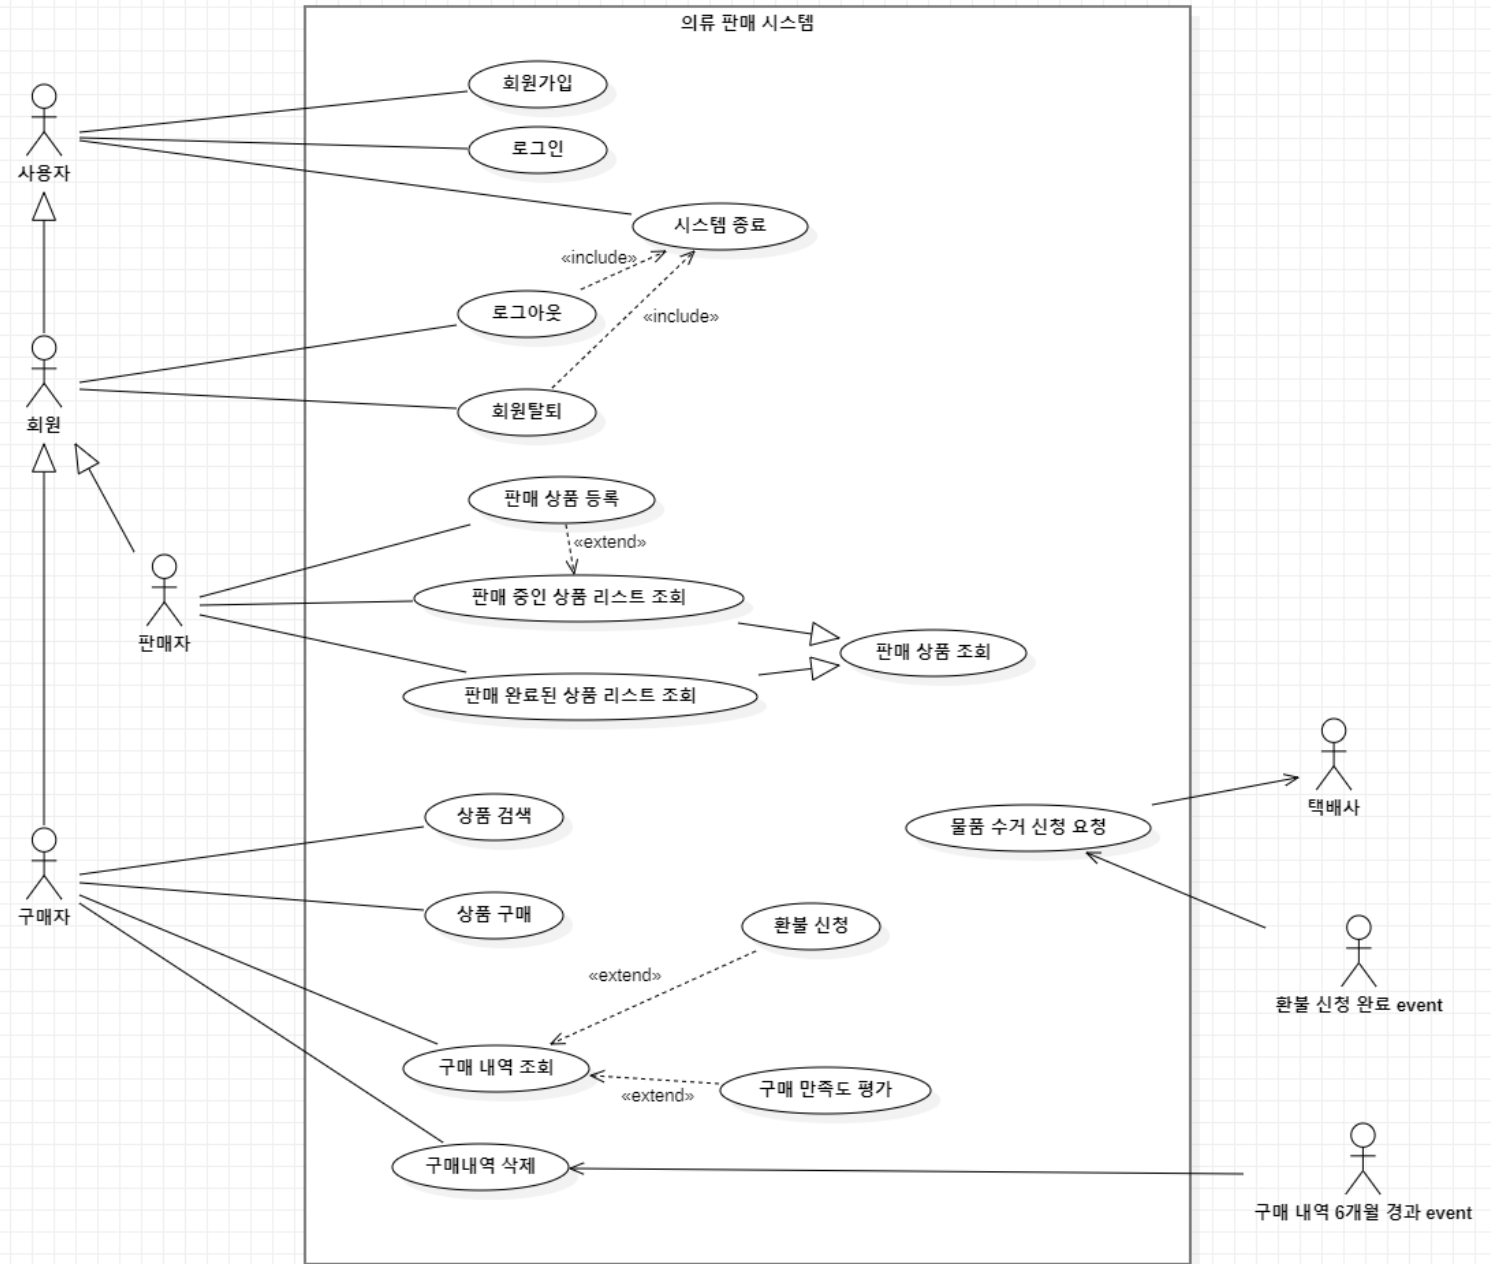 의류 판매 시스템
회원가입
로그인
사용자
시스템 종료
«include»
로그아웃
«include»
회원탈퇴
회원
판매 상품 등록
«extend»
판매 중인 상품 리스트 조회
판매자
판매 상품 조회
판매 완료된 상품 리스트 조회
택배사
상품 검색
물품 수거 신청 요청
구매자
상품 구매
환불 신청
«extend»
환불 신청 완료 event
구매 내역 조회
구매 만족도 평가
«extend»
구매내역 삭제
구매 내역 6개월 경과 event